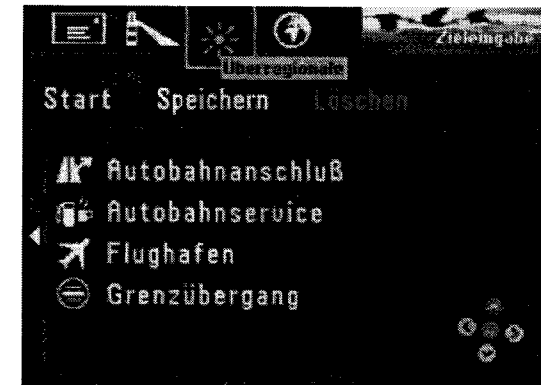 Zieleingabe
Überregionale
Start Speichern Löschen
Autobahnanschluß
Autobahnservice
Flughafen
Grenzübergang